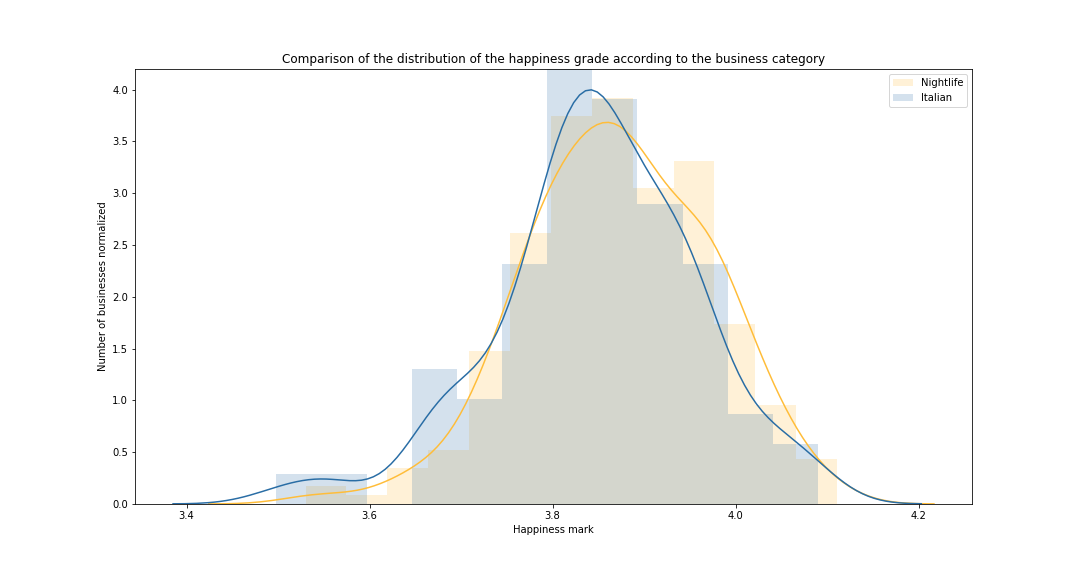 Comparison of the distribution of the happiness grade according to the business category
Nightlife
Italian
4.0
3.5
3.0
2.5
2.0
1.5
1.0
0.5
0.0
Number of businesses normalized
3.4 3.6 3.8 4.0 4.2
Happiness mark